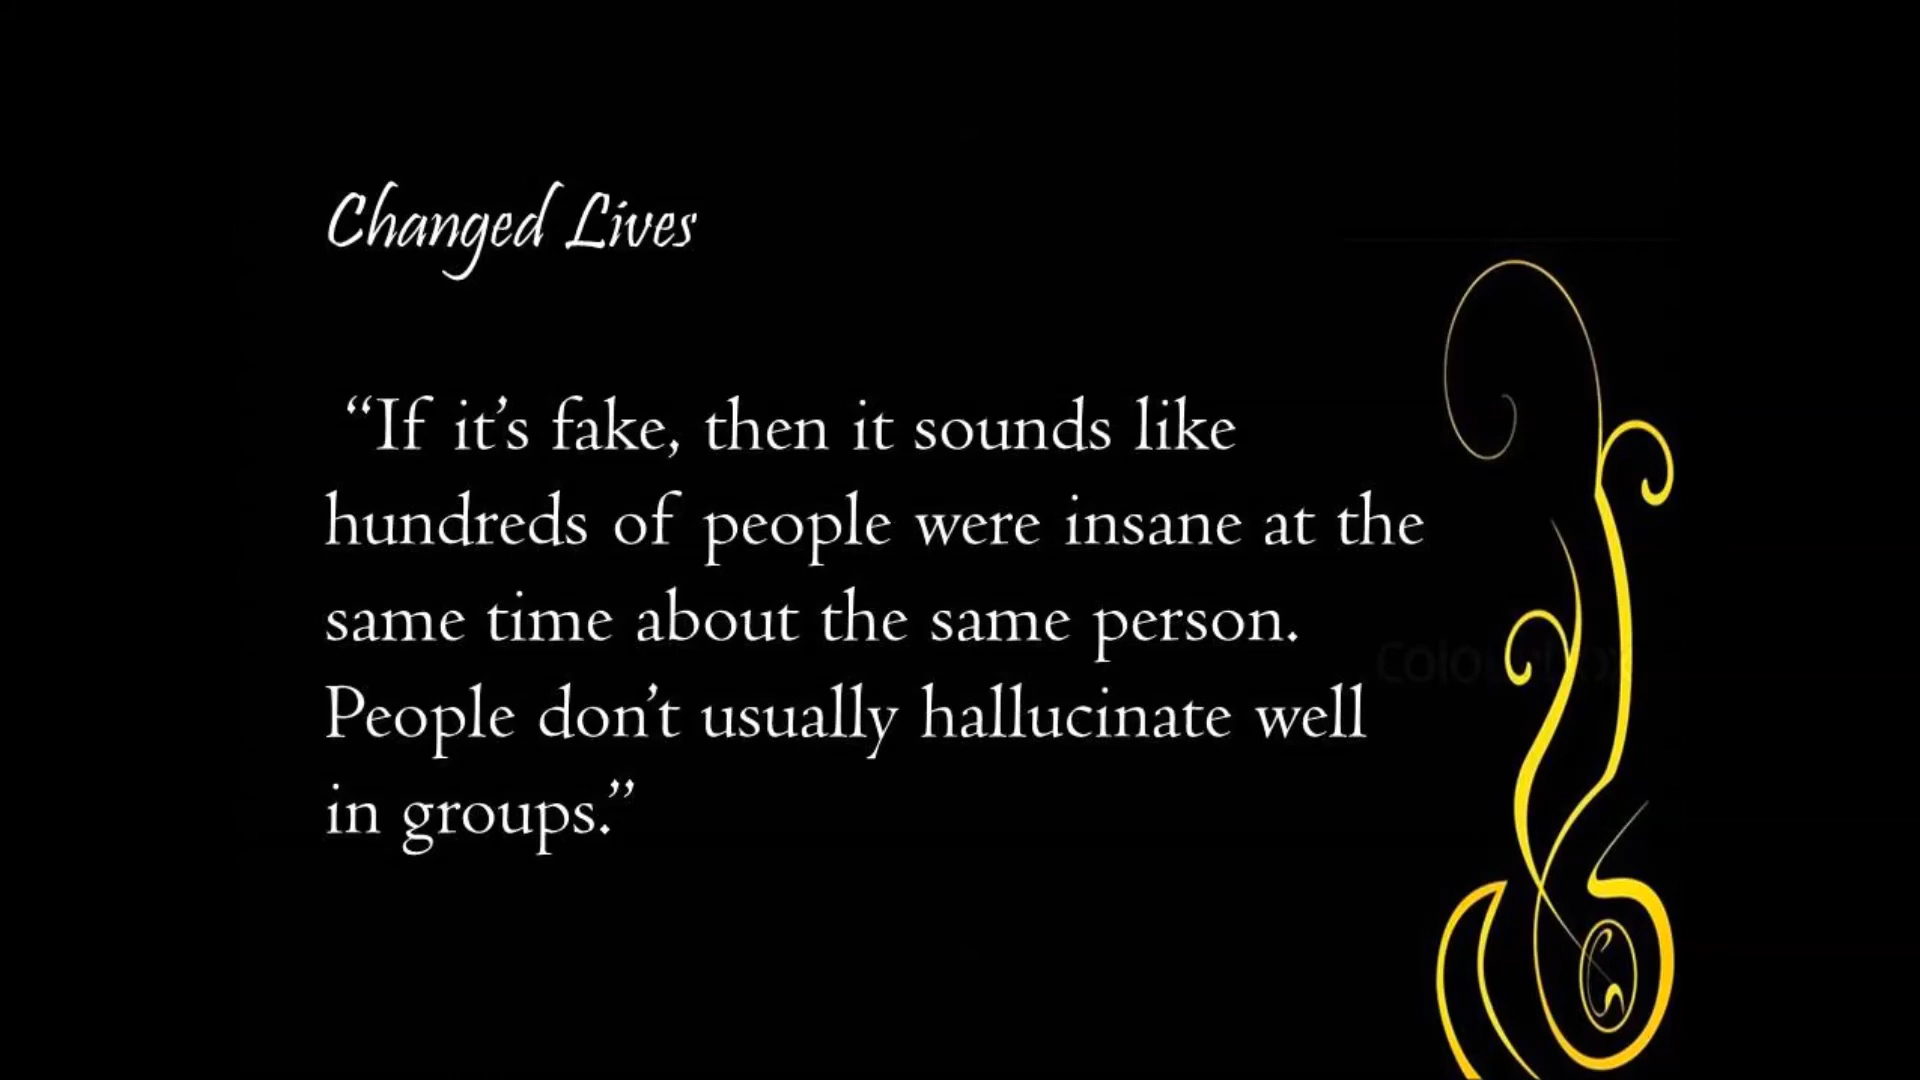 Changed Lives
“If it’s fake, then it sounds like
hundreds of people were insane at the
same time about the same person.
People don’t usually hallucinate well
in groups.”